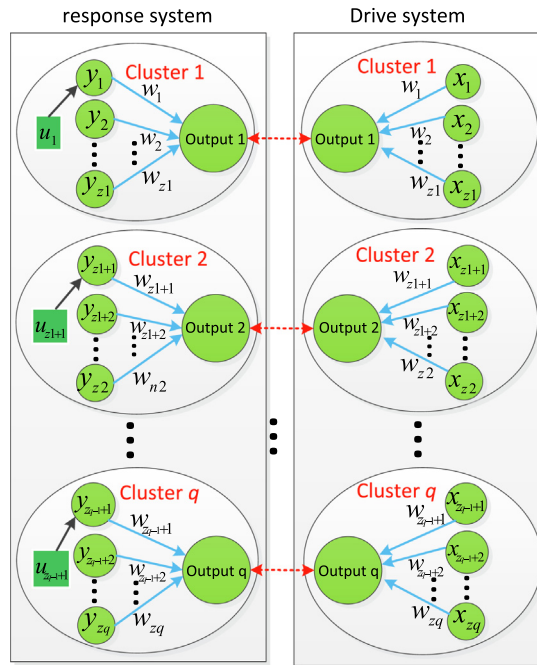 response system
Drive system
Cluster 1
y1
w1
y2
w2
u1
Output 1
yz1
wz1
Cluster 1
w1
x1
x2
w2
Output 1
wz1
xz1
Cluster 2
yz1+1
wz1+1
yz1+2
wz1+2
uz1+1
Output 2
wn2
yz2
Cluster 2
wz1+1
xz1+1
xz1+2
wz1+2
Output 2
wz2
xz2
Cluster q
yzq-1+1
wzq-1+1
yzq-1+2
wzq-1+2
uzq-1+1
Output q
yzq
wzq
Cluster q
wzq-1+1
xzq-1+1
xzq-1+2
wzq-1+2
Output q
wzq
xzq